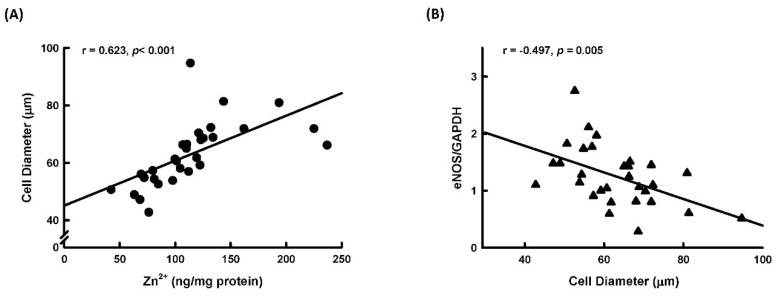 (A)
r = 0.623, p< 0.001
100
80
60
40
0
Cell Diameter (μm)
0 50 100 150 200 250
Zn²⁺ (ng/mg protein)
(B)
r = -0.497, p = 0.005
3
2
1
0
eNOS/GAPDH
40 60 80 100
Cell Diameter (μm)